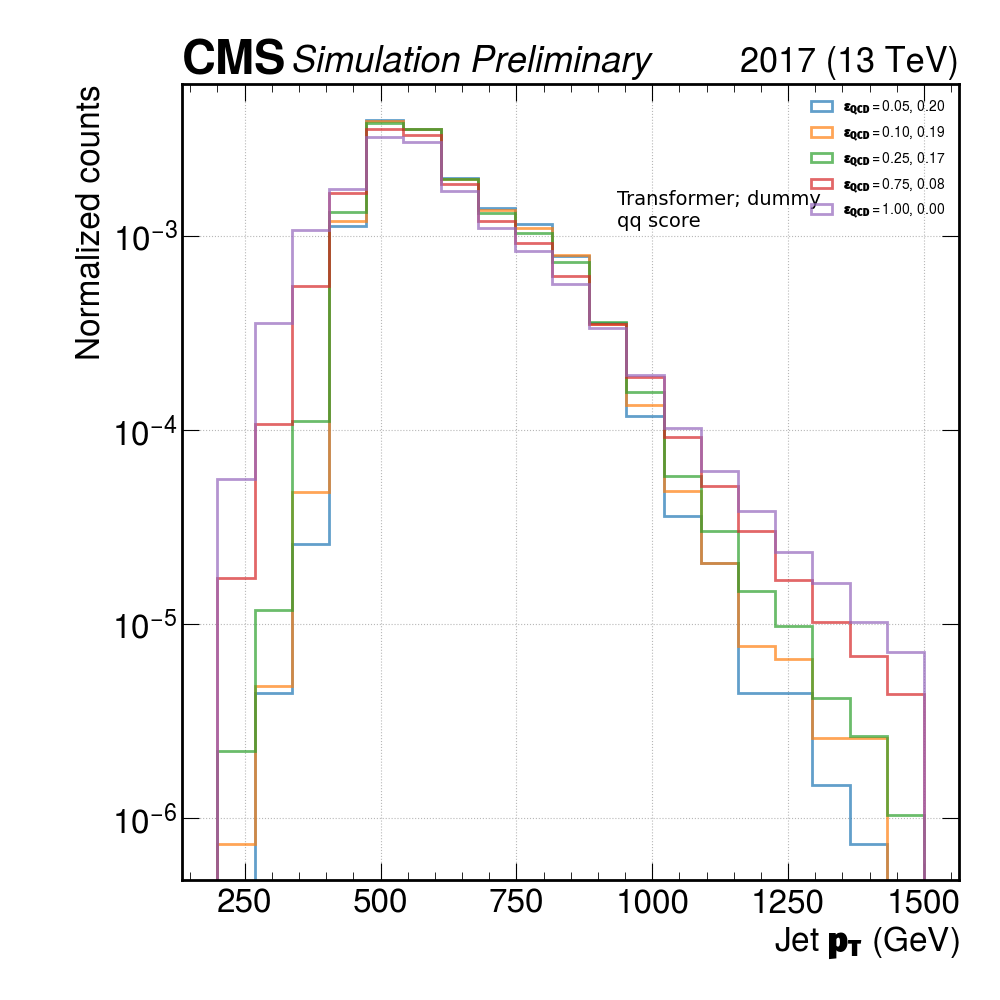 CMS Simulation Preliminary 2017 (13 TeV)
Normalized counts
ε_QCD = 0.05, 0.20
ε_QCD = 0.10, 0.19
ε_QCD = 0.25, 0.17
ε_QCD = 0.75, 0.08
ε_QCD = 1.00, 0.00
Transformer; dummy
qq score
10⁻³
10⁻⁴
10⁻⁵
10⁻⁶
250 500 750 1000 1250 1500
Jet p_T (GeV)